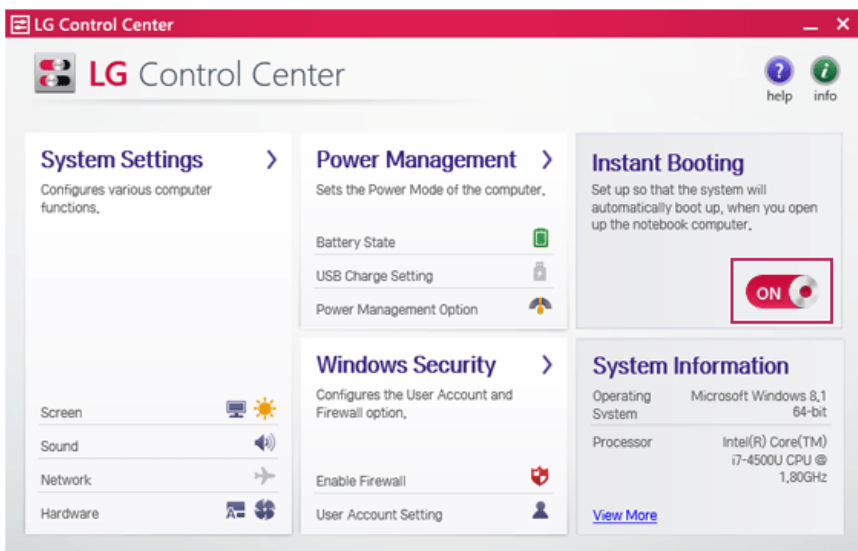 LG Control Center
LG Control Center
help
info
System Settings
Configures various computer
functions.
Screen
Sound
Network
Hardware
Power Management
Sets the Power Mode of the computer.
Battery State
USB Charge Setting
Power Management Option
Windows Security
Configures the User Account and
Firewall option.
Enable Firewall
User Account Setting
Instant Booting
Set up so that the system will
automatically boot up, when you open
up the notebook computer.
ON
System Information
Operating System
Microsoft Windows 8.1
64-bit
Processor
Intel(R) Core(TM)
i7-4500U CPU @
1.80GHz
View More